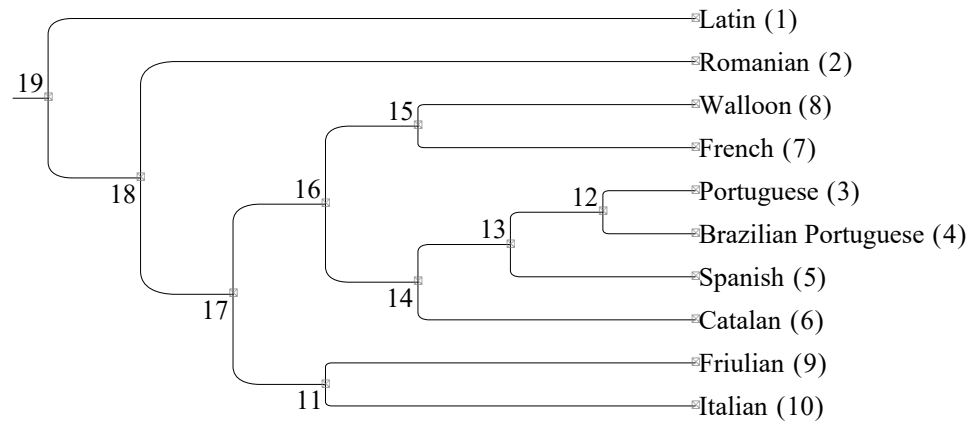 Latin (1)
19
Romanian (2)
Walloon (8)
15
French (7)
18
16
Portuguese (3)
12
Brazilian Portuguese (4)
13
Spanish (5)
14
17
Catalan (6)
Friulian (9)
11
Italian (10)